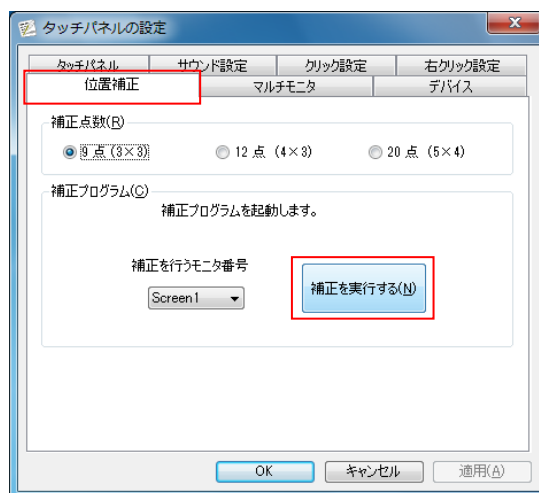 タッチパネルの設定
タッチパネル サウンド設定 クリック設定 右クリック設定
位置補正 マルチモニタ デバイス
補正点数(R)
9 点 (3×3) 12 点 (4×3) 20 点 (5×4)
補正プログラム(C)
補正プログラムを起動します。
補正を行うモニタ番号
Screen1
補正を実行する(N)
OK キャンセル 適用(A)